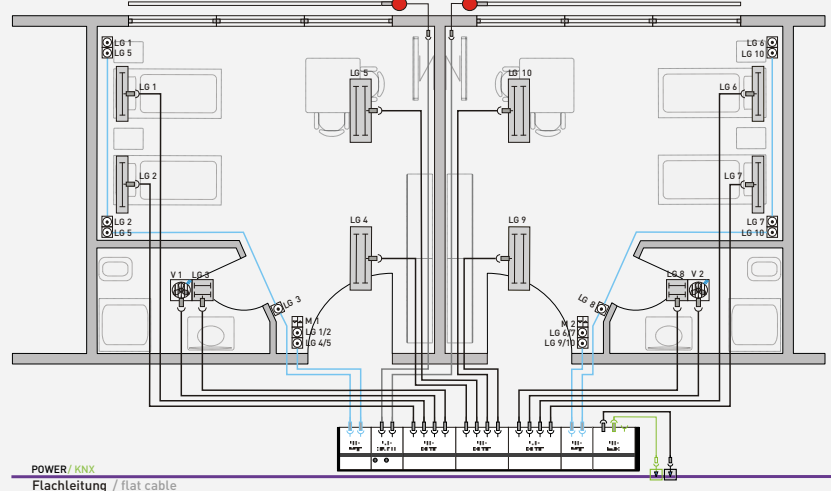 LG 1
LG 5
LG 6
LG 10
LG 1
LG 5
LG 10
LG 6
LG 2
LG 7
LG 2
LG 5
LG 4
LG 9
LG 7
LG 10
V 1
LG 3
LG 8
V 2
LG 3
LG 8
M 1
LG 1/2
LG 4/5
M 2
LG 6/7
LG 9/10
POWER / KNX
Flachleitung / flat cable